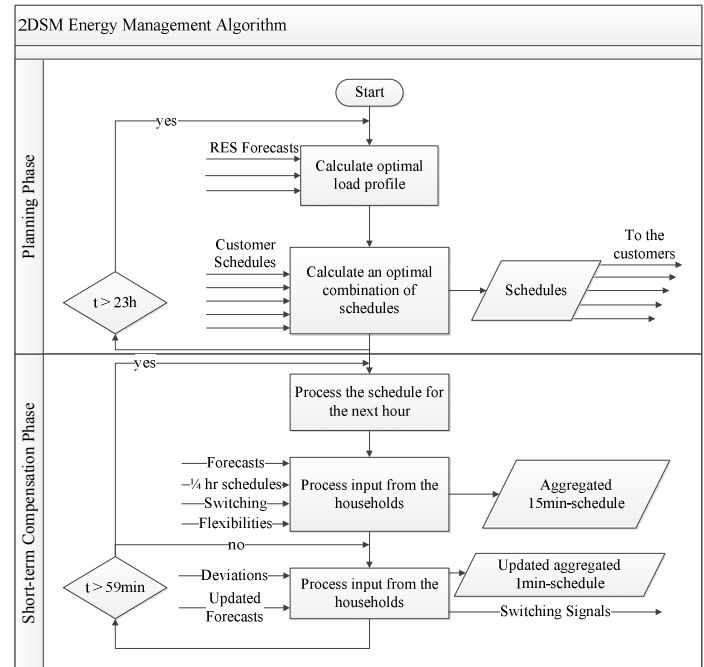 2DSM Energy Management Algorithm
Planning Phase
Start
yes
RES Forecasts
Calculate optimal
load profile
Customer
Schedules
Calculate an optimal
combination of
schedules
Schedules
To the
customers
t > 23h
Short-term Compensation Phase
yes
Process the schedule for
the next hour
Forecasts
¼ hr schedules
Switching
Flexibilities
Process input from the
households
Aggregated
15min-schedule
no
t > 59min
Deviations
Updated
Forecasts
Process input from the
households
Updated aggregated
1min-schedule
Switching Signals